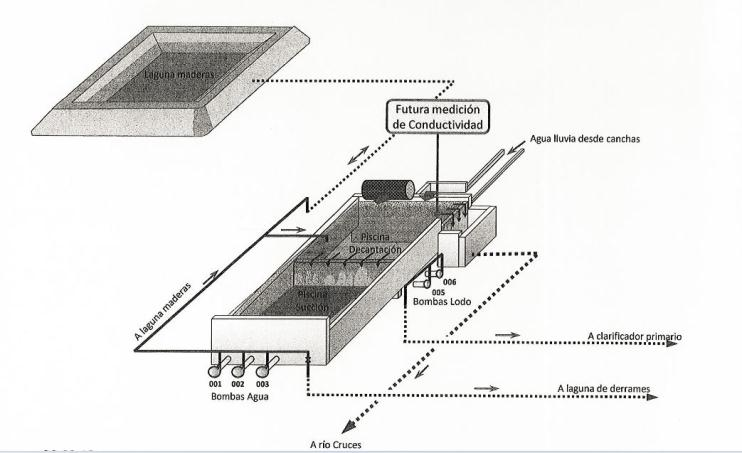 Laguna maderas
Futura medición
de Conductividad
Agua lluvia desde canchas
Piscina
Decantación
Piscina
Succión
A laguna maderas
006
005
Bombas Lodo
A clarificador primario
001 002 003
Bombas Agua
A laguna de derrames
A río Cruces